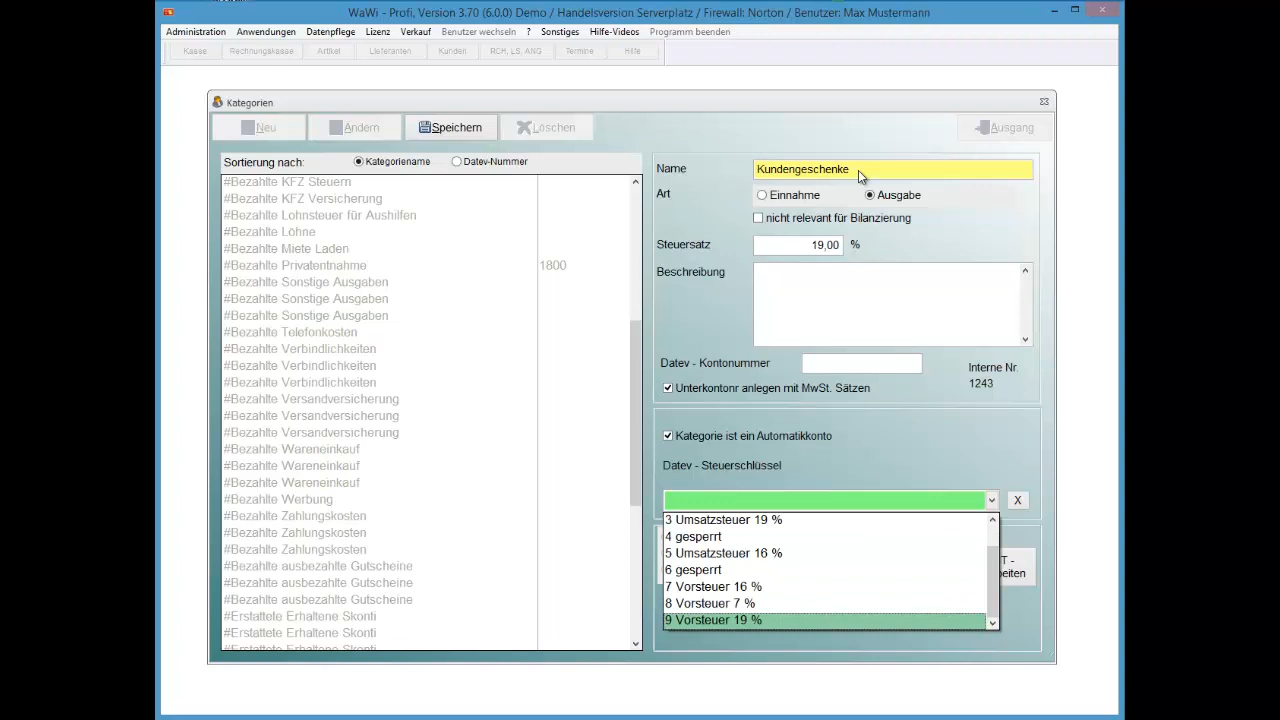 WaWi - Profi, Version 3.70 (6.0.0) Demo / Handelsversion Serverplatz / Firewall: Norton / Benutzer: Max Mustermann
Administration Anwendungen Datenpflege Lizenz Verkauf Benutzer wechseln ? Sonstiges Hilfe-Videos Programm beenden
Kasse Rechnungskasse Artikel Lieferanten Kunden RCH, LS, ANG Termine Hilfe
Kategorien
Neu Ändern Speichern Löschen Ausgang
Sortierung nach: Kategoriename Datev-Nummer
#Bezahlte KFZ Steuern
#Bezahlte KFZ Versicherung
#Bezahlte Lohnsteuer für Aushilfen
#Bezahlte Löhne
#Bezahlte Miete Laden
#Bezahlte Privatentnahme 1800
#Bezahlte Sonstige Ausgaben
#Bezahlte Sonstige Ausgaben
#Bezahlte Sonstige Ausgaben
#Bezahlte Telefonkosten
#Bezahlte Verbindlichkeiten
#Bezahlte Verbindlichkeiten
#Bezahlte Verbindlichkeiten
#Bezahlte Versandversicherung
#Bezahlte Versandversicherung
#Bezahlte Versandversicherung
#Bezahlte Wareneinkauf
#Bezahlte Wareneinkauf
#Bezahlte Wareneinkauf
#Bezahlte Werbung
#Bezahlte Zahlungskosten
#Bezahlte Zahlungskosten
#Bezahlte Zahlungskosten
#Bezahlte ausbezahlte Gutscheine
#Bezahlte ausbezahlte Gutscheine
#Bezahlte ausbezahlte Gutscheine
#Erstattete Erhaltene Skonti
#Erstattete Erhaltene Skonti
#Erstattete Erhaltene Skonti
Name Kundengeschenke
Art Einnahme Ausgabe
nicht relevant für Bilanzierung
Steuersatz 19,00 %
Beschreibung
Datev - Kontonummer
Interne Nr.
1243
Unterkontonr anlegen mit MwSt. Sätzen
Kategorie ist ein Automatikkonto
Datev - Steuerschlüssel
X
3 Umsatzsteuer 19 %
4 gesperrt
5 Umsatzsteuer 16 %
6 gesperrt
7 Vorsteuer 16 %
8 Vorsteuer 7 %
9 Vorsteuer 19 %
T -
eiten